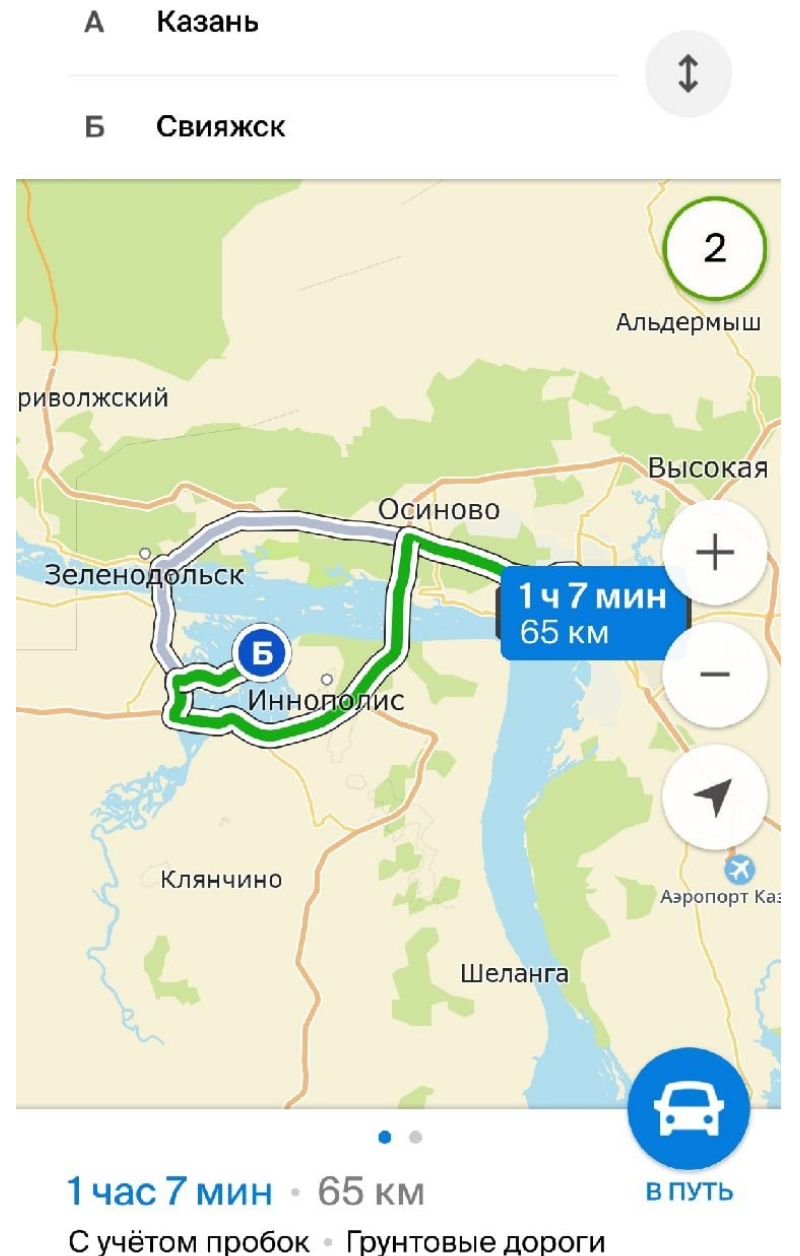 А Казань
Б Свияжск
2
Альдермыш
риволжский
Высокая
Осиново
Зеленодольск
1 ч 7 мин
65 км
Б
Иннополис
Клянчино
Аэропорт Каз
Шеланга
1 час 7 мин • 65 км
В ПУТЬ
С учётом пробок • Грунтовые дороги